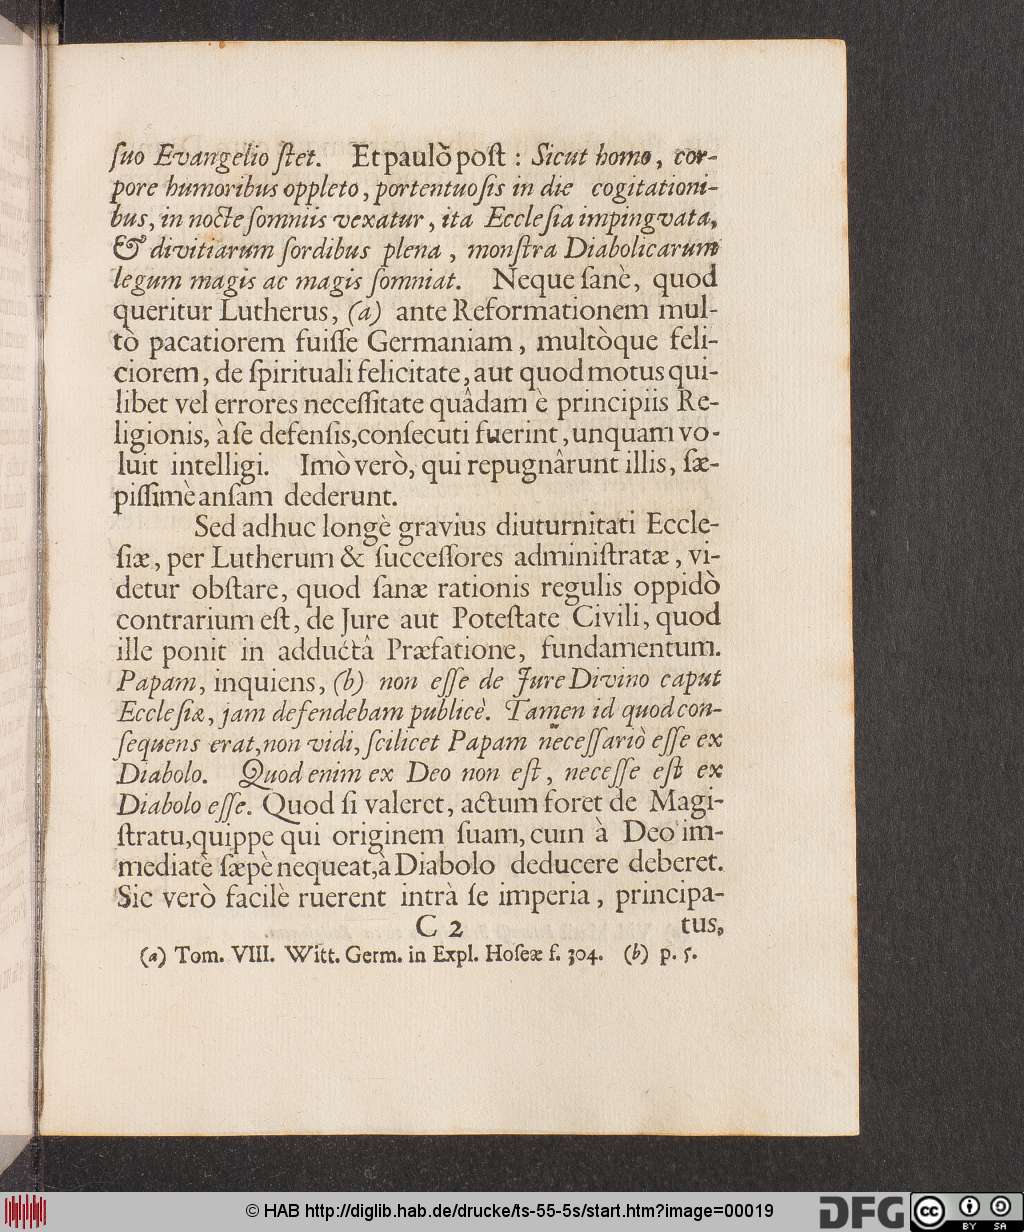 ſuo Evangelio ſtet. Et paulò poſt : Sicut homo, cor-
pore humoribus oppleto, portentuoſis in die cogitationi-
bus, in nocte ſomniis vexatur, ita Eccleſia impingvata,
& divitiarum ſordibus plena, monſtra Diabolicarum
legum magis ac magis ſomniat. Neque ſanè, quod
queritur Lutherus, (a) ante Reformationem mul-
tò pacatiorem fuiſſe Germaniam, multòque feli-
ciorem, de ſpirituali felicitate, aut quod motus qui-
libet vel errores neceſſitate quâdam è principiis Re-
ligionis, à ſe defenſis, conſecuti fuerint, unquam vo-
luit intelligi. Imò verò, qui repugnârunt illis, ſæ-
piſſimè anſam dederunt.
Sed adhuc longè gravius diuturnitati Eccle-
ſiæ, per Lutherum & ſucceſſores adminiſtratæ, vi-
detur obſtare, quod ſanæ rationis regulis oppidò
contrarium eſt, de Jure aut Poteſtate Civili, quod
ille ponit in adductâ Præfatione, fundamentum.
Papam, inquiens, (b) non eſſe de Jure Divino caput
Eccleſiæ, jam defendebam publicè. Tamen id quod con-
ſequens erat, non vidi, ſcilicet Papam neceſſariò eſſe ex
Diabolo. Quod enim ex Deo non eſt, neceſſe eſt ex
Diabolo eſſe. Quod ſi valeret, actum foret de Magi-
ſtratu, quippe qui originem ſuam, cum à Deo im-
mediatè ſæpè nequeat, à Diabolo deducere deberet.
Sic verò facilè ruerent intrà ſe imperia, principa-
C 2 tus,
(a) Tom. VIII. Witt. Germ. in Expl. Hoſeæ f. 304. (b) p. 5.
© HAB http://diglib.hab.de/drucke/ts-55-5s/start.htm?image=00019
DFG
cc BY SA